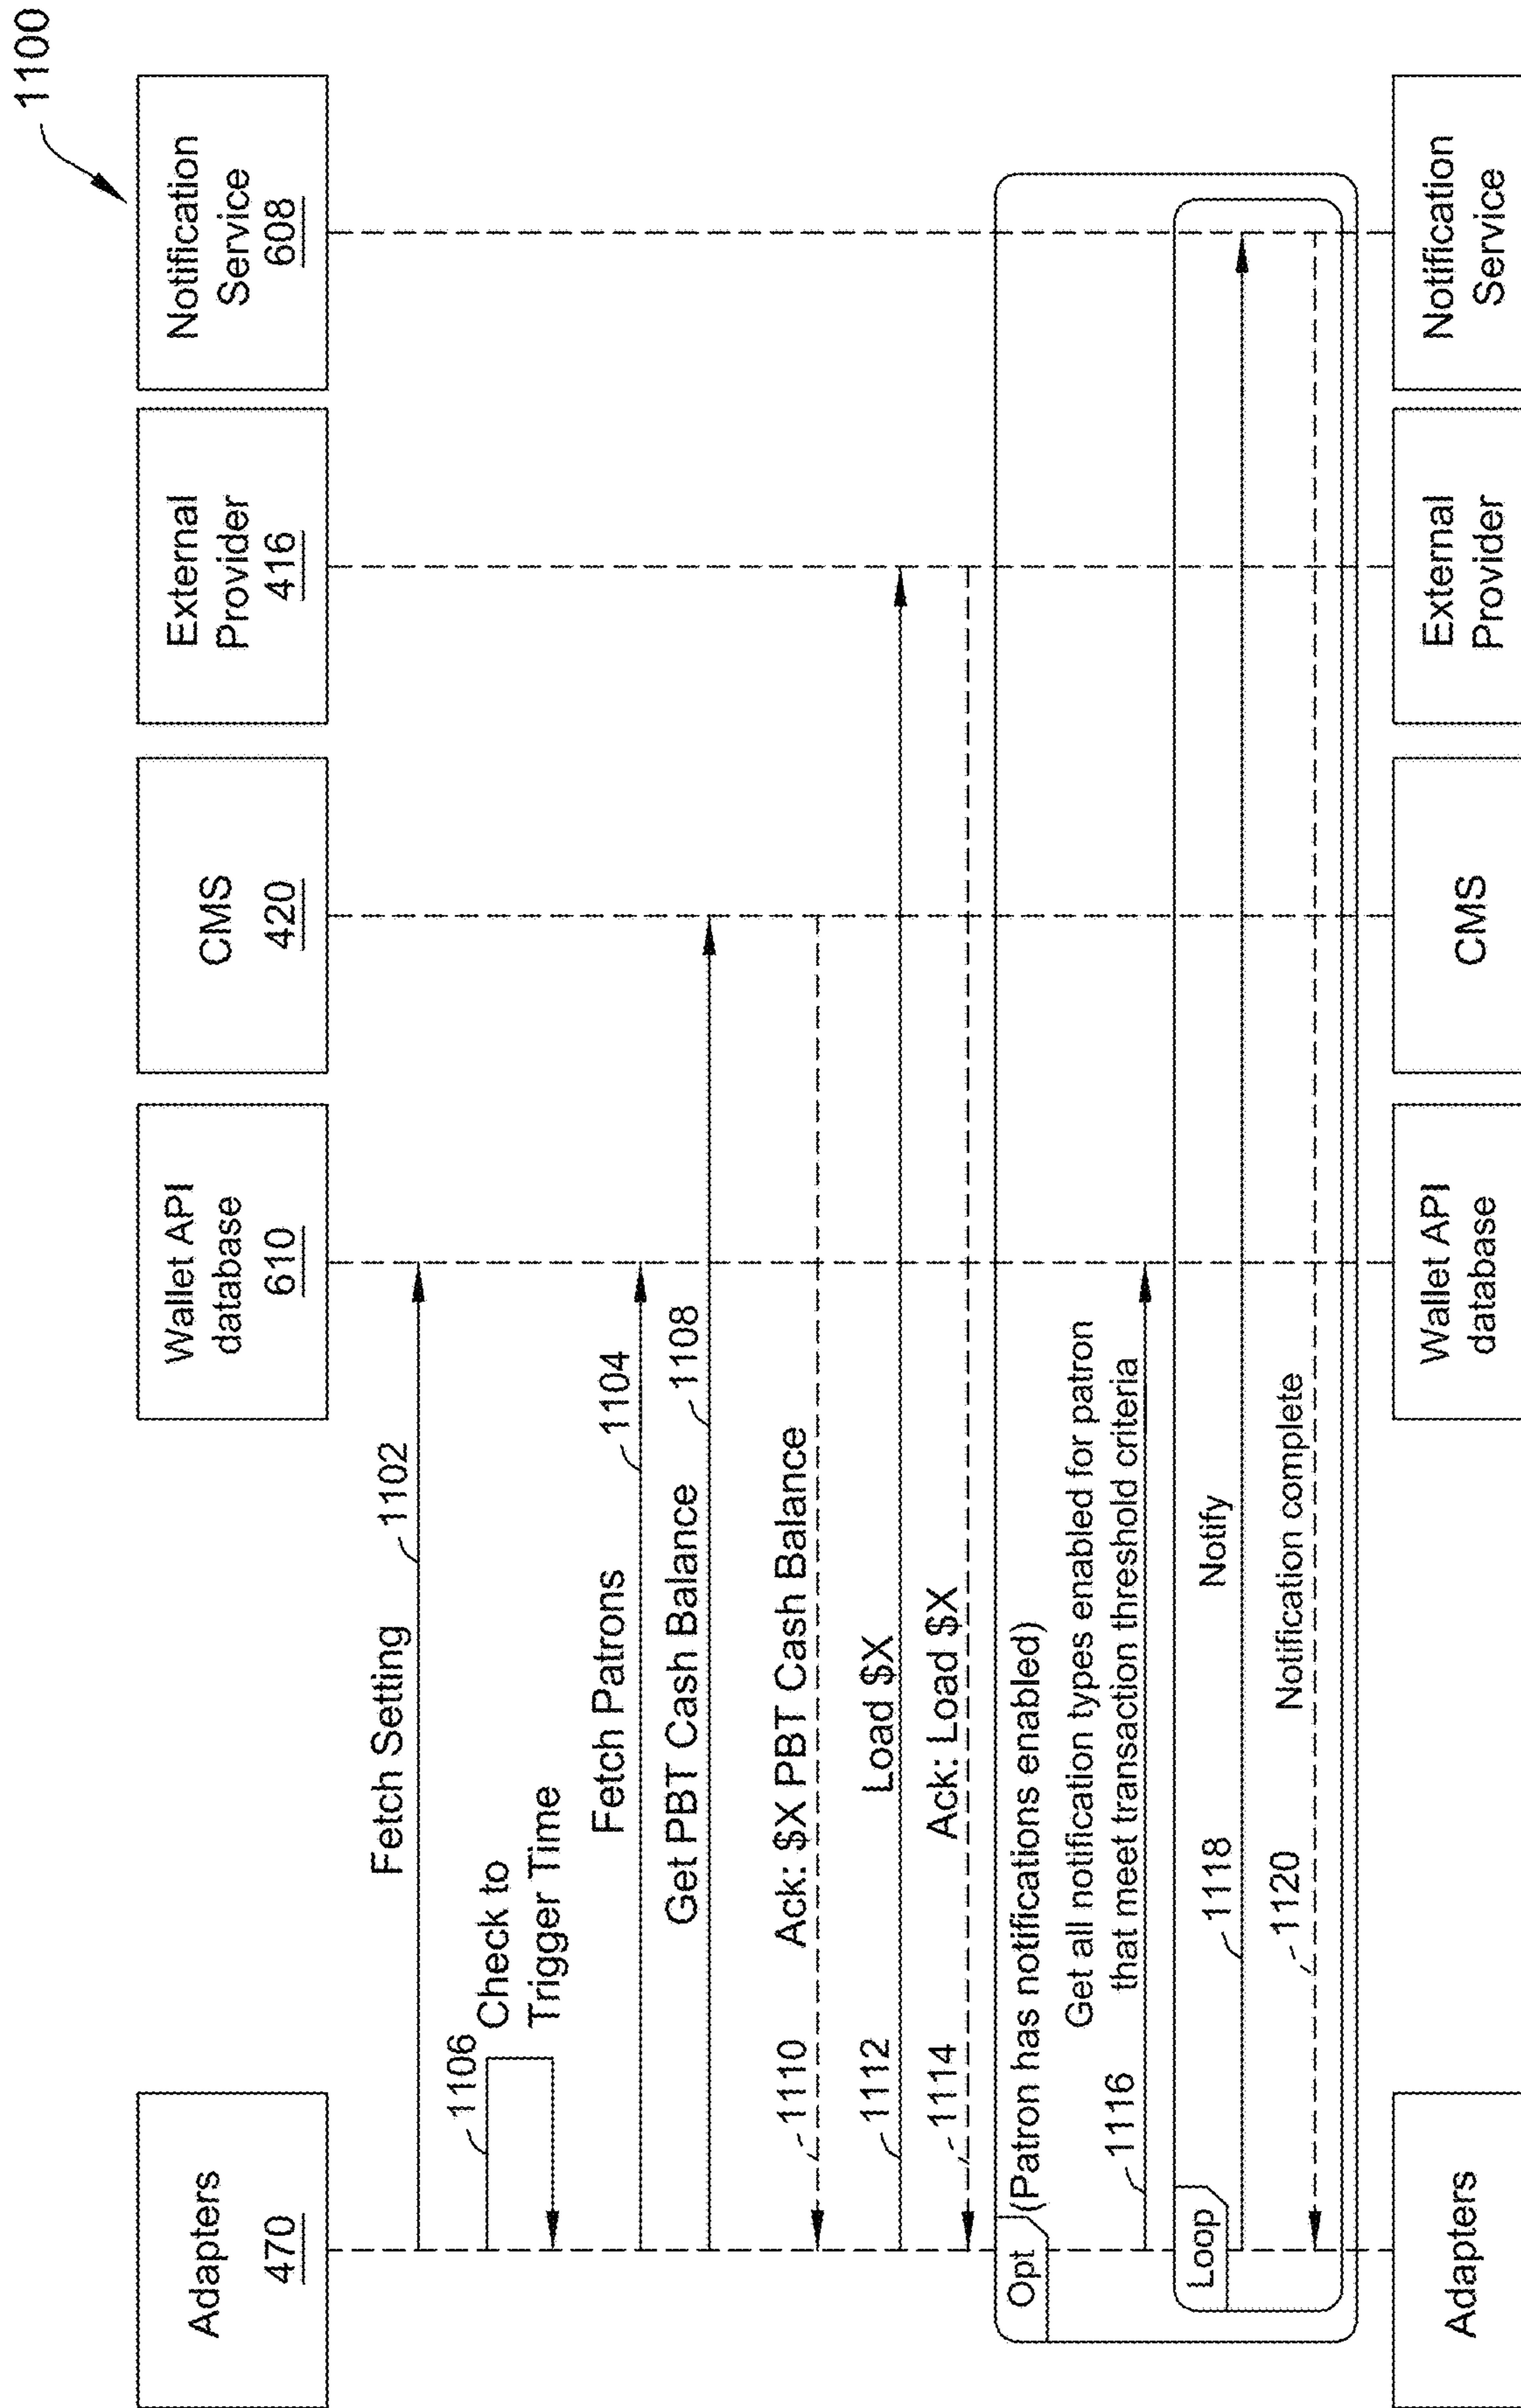 1100
Adapters
470
Wallet API
database
610
CMS
420
External
Provider
416
Notification
Service
608
Fetch Setting
1102
1106
Check to
Trigger Time
Fetch Patrons
1104
Get PBT Cash Balance
1108
1110
Ack: $X PBT Cash Balance
1112
Load $X
1114
Ack: Load $X
Opt
(Patron has notifications enabled)
1116
Get all notification types enabled for patron
that meet transaction threshold criteria
Loop
1118
Notify
1120
Notification complete
Adapters
Wallet API
database
CMS
External
Provider
Notification
Service